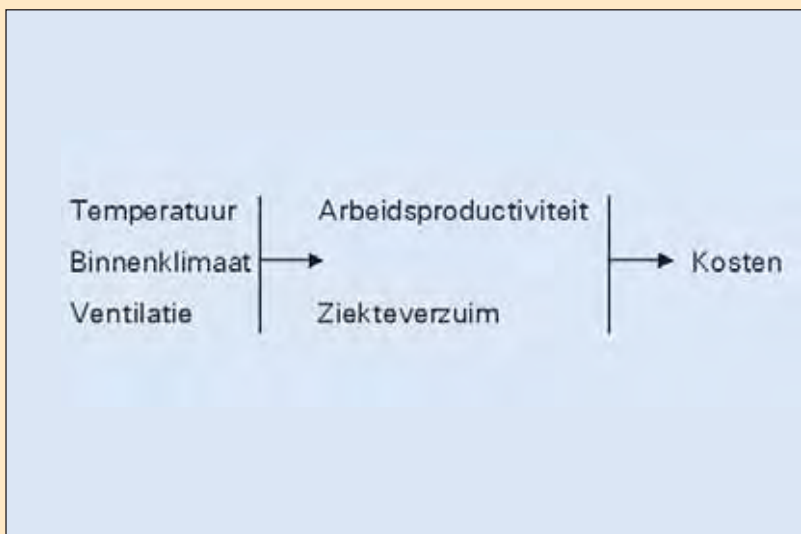 Temperatuur Arbeidsproductiviteit
Binnenklimaat Kosten
Ventilatie Ziekteverzuim